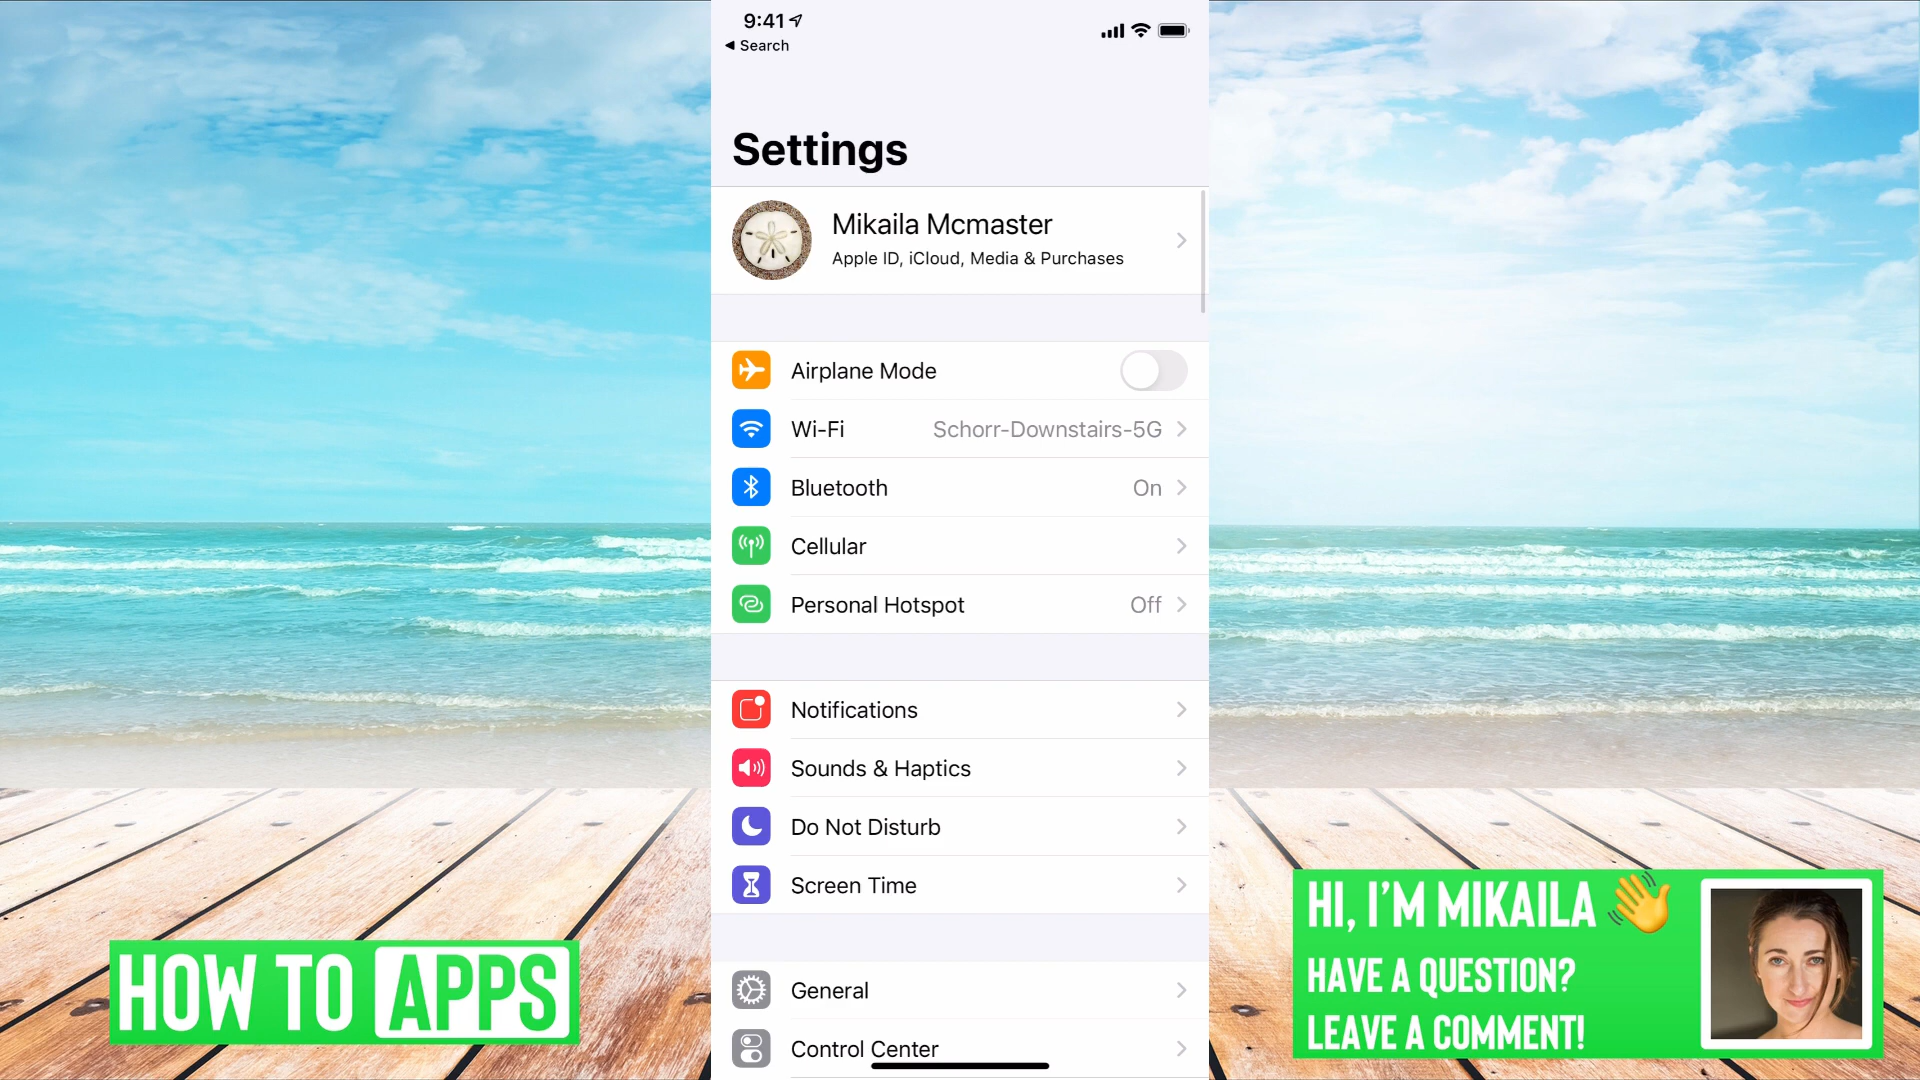 9:41
◀ Search
Settings
Mikaila Mcmaster
Apple ID, iCloud, Media & Purchases
Airplane Mode
Wi-Fi Schorr-Downstairs-5G
Bluetooth On
Cellular
Personal Hotspot Off
Notifications
Sounds & Haptics
Do Not Disturb
Screen Time
General
Control Center
HOW TO APPS
HI, I'M MIKAILA 👋
HAVE A QUESTION?
LEAVE A COMMENT!